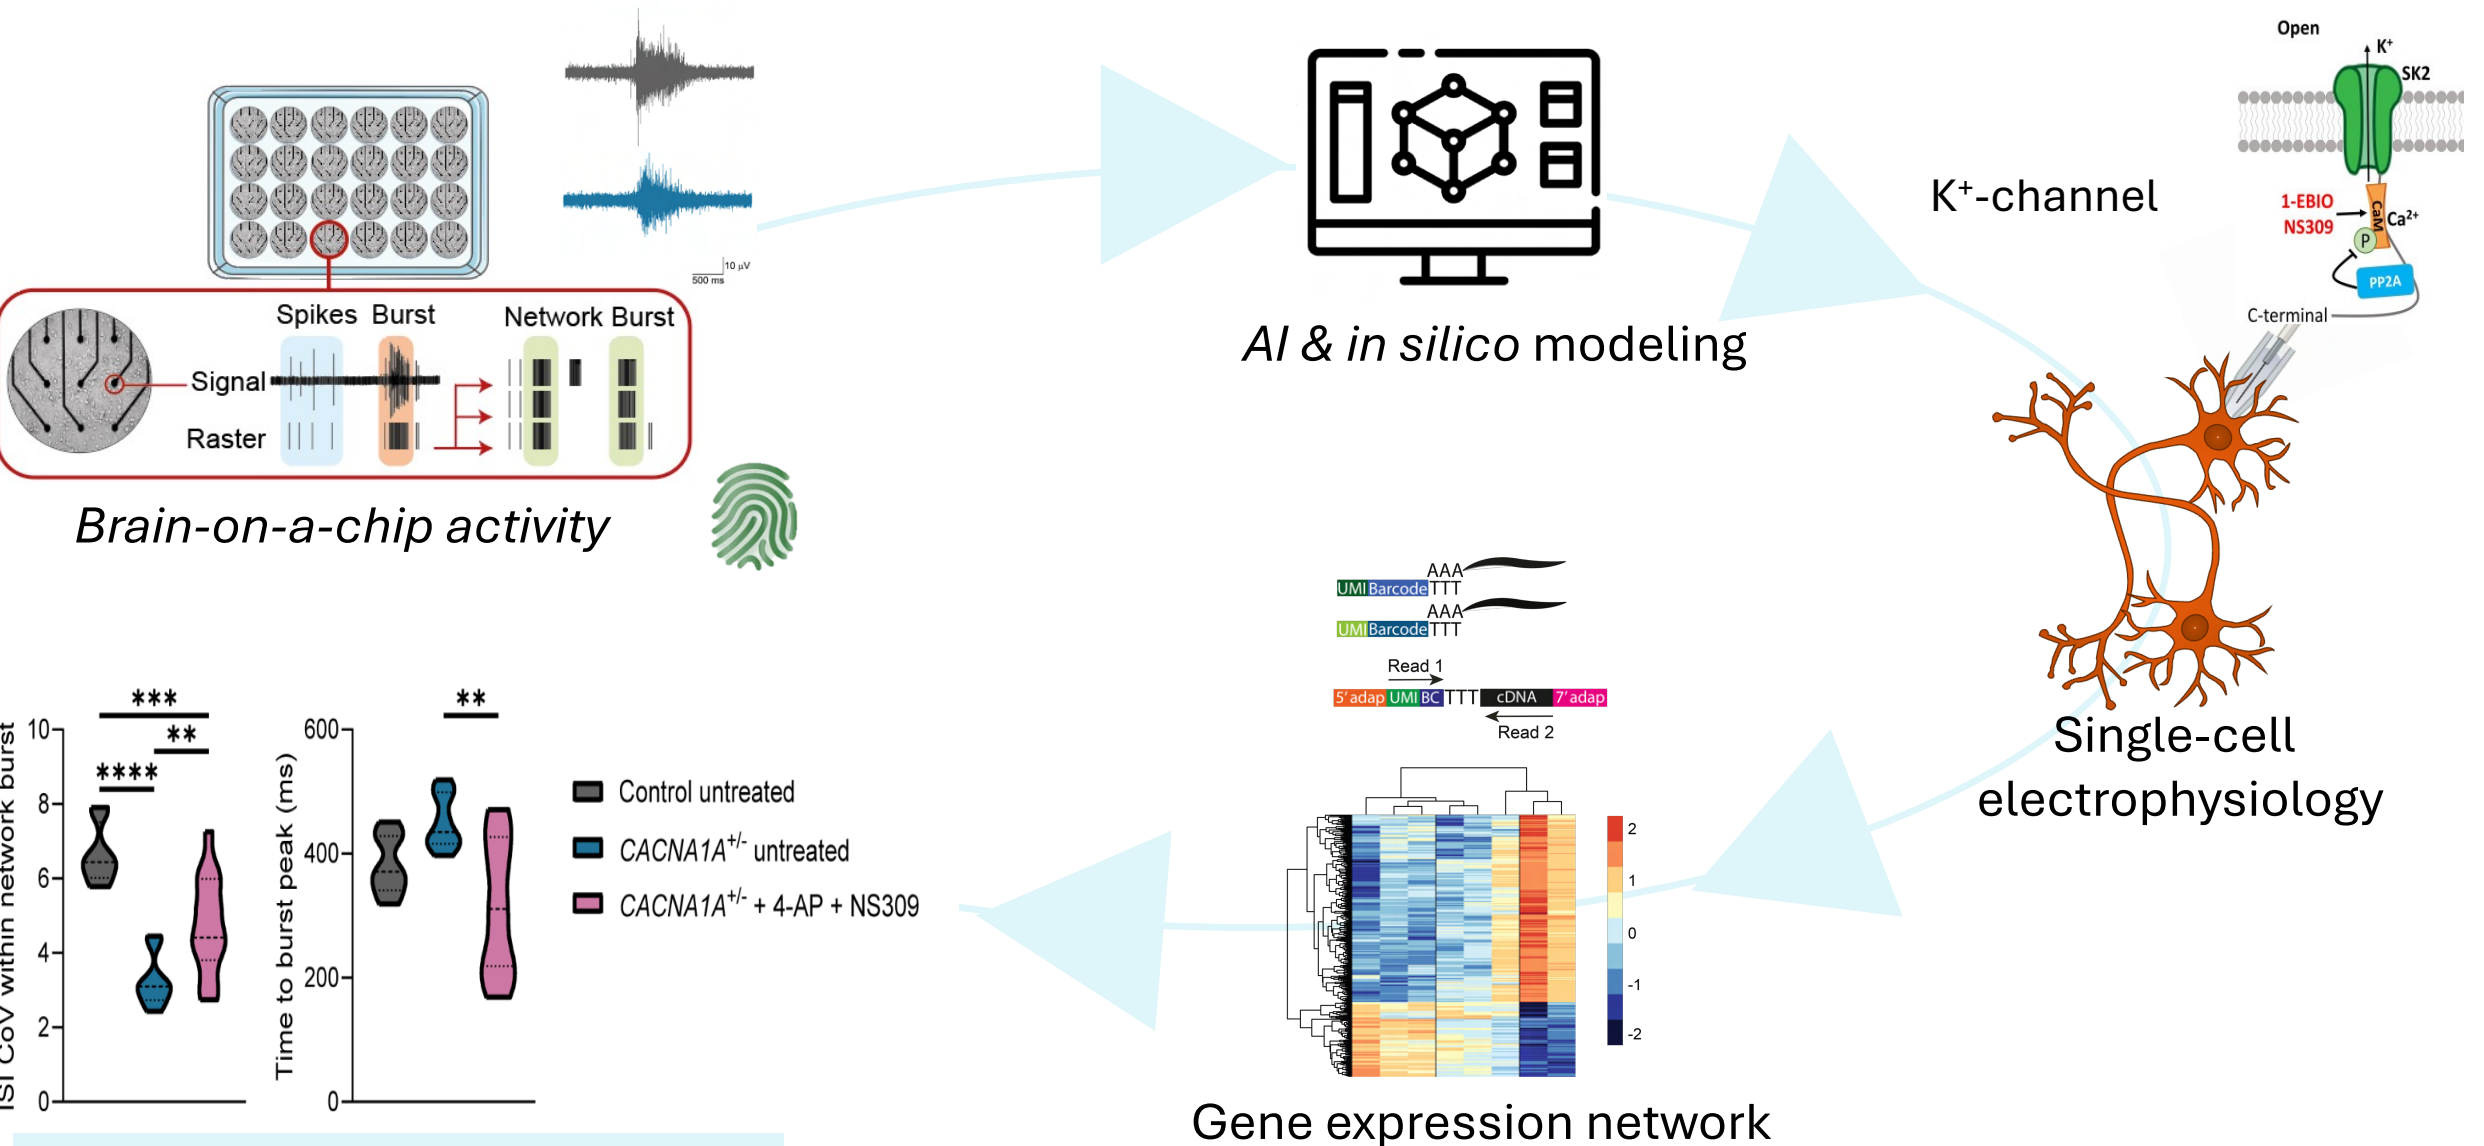 10 µV
500 ms
Spikes Burst
Network Burst
Signal
Raster
Brain-on-a-chip activity
AI & in silico modeling
Open
K⁺
SK2
K⁺-channel
1-EBIO
NS309
CaM
Ca²⁺
P
PP2A
C-terminal
Single-cell
electrophysiology
AAA
UMI Barcode TTT
AAA
UMI Barcode TTT
Read 1
5' adap UMI BC TTT cDNA 7' adap
Read 2
2
1
0
-1
-2
Gene expression network
ISI CoV within network burst
10
8
6
4
2
0
***
**
****
Time to burst peak (ms)
600
400
200
0
**
Control untreated
CACNA1A⁺/⁻ untreated
CACNA1A⁺/⁻ + 4-AP + NS309